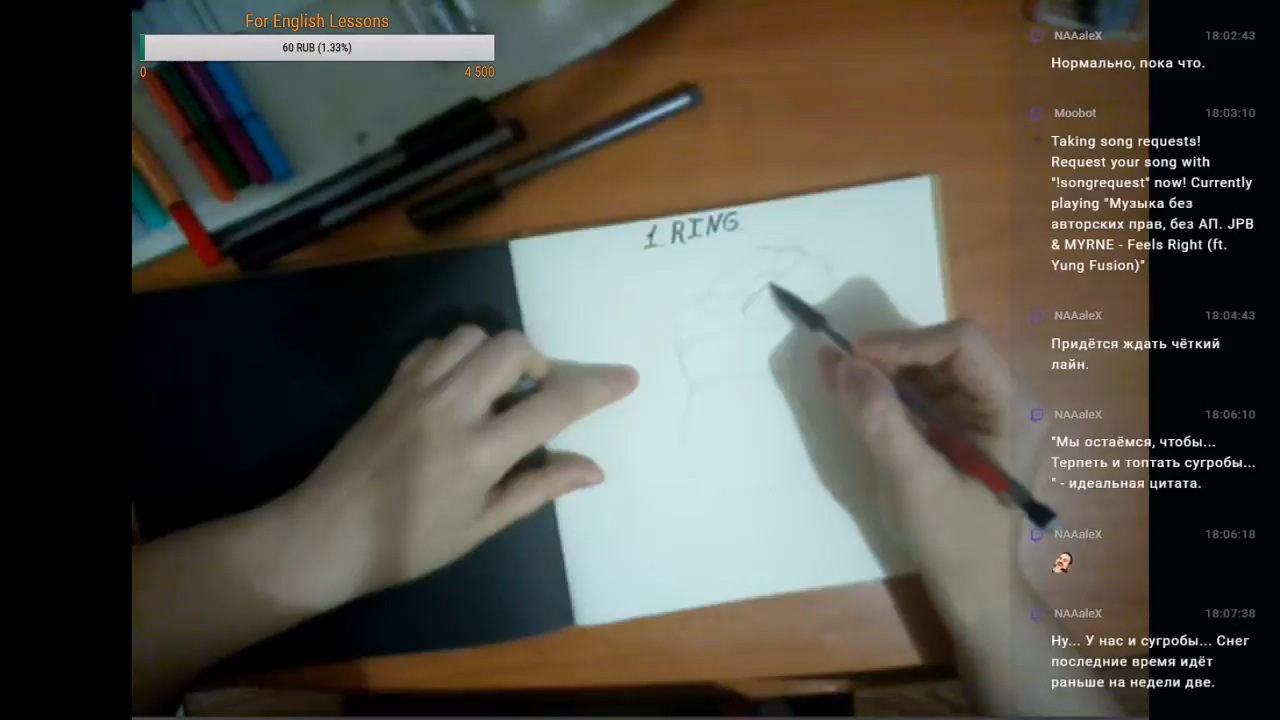 For English Lessons
60 RUB (1.33%)
0
4 500
1 RING
NAAaleX 18:02:43
Нормально, пока что.
Moobot 18:03:10
Taking song requests!
Request your song with
"!songrequest" now! Currently
playing "Музыка без
авторских прав, без АП. JPB
& MYRNE - Feels Right (ft.
Yung Fusion)"
NAAaleX 18:04:43
Придётся ждать чёткий
лайн.
NAAaleX 18:06:10
"Мы остаёмся, чтобы...
Терпеть и топтать сугробы...
" - идеальная цитата.
NAAaleX 18:06:18
NAAaleX 18:07:38
Ну... У нас и сугробы... Снег
последние время идёт
раньше на недели две.